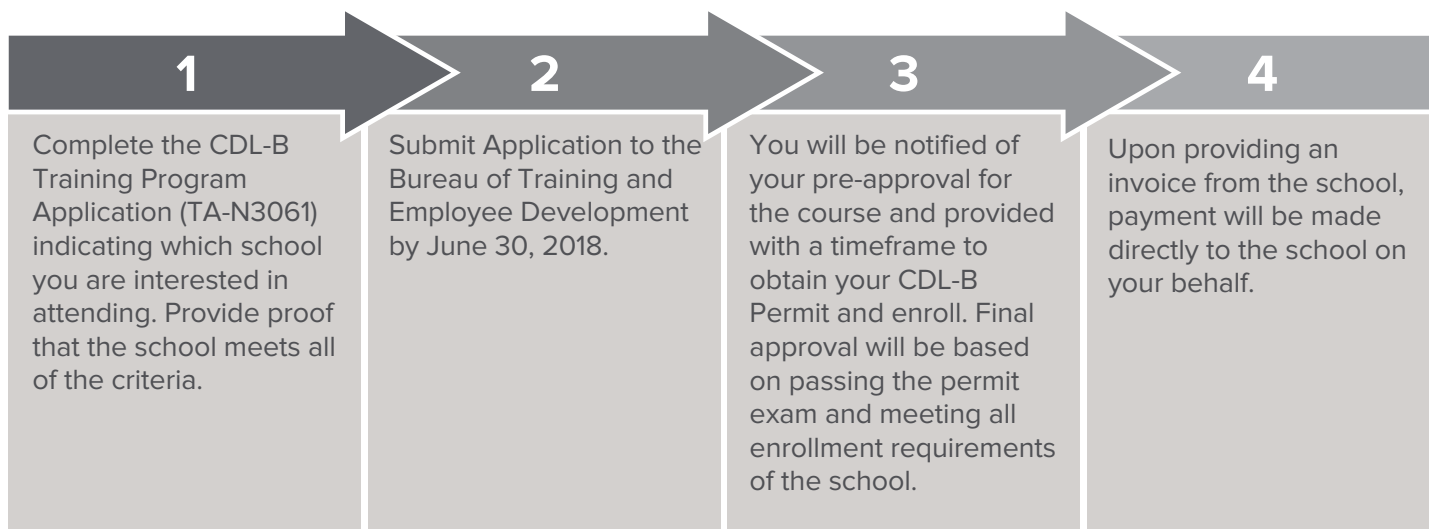 1
Complete the CDL-B
Training Program
Application (TA-N3061)
indicating which school
you are interested in
attending. Provide proof
that the school meets all
of the criteria.
2
Submit Application to the
Bureau of Training and
Employee Development
by June 30, 2018.
3
You will be notified of
your pre-approval for
the course and provided
with a timeframe to
obtain your CDL-B
Permit and enroll. Final
approval will be based
on passing the permit
exam and meeting all
enrollment requirements
of the school.
4
Upon providing an
invoice from the school,
payment will be made
directly to the school on
your behalf.